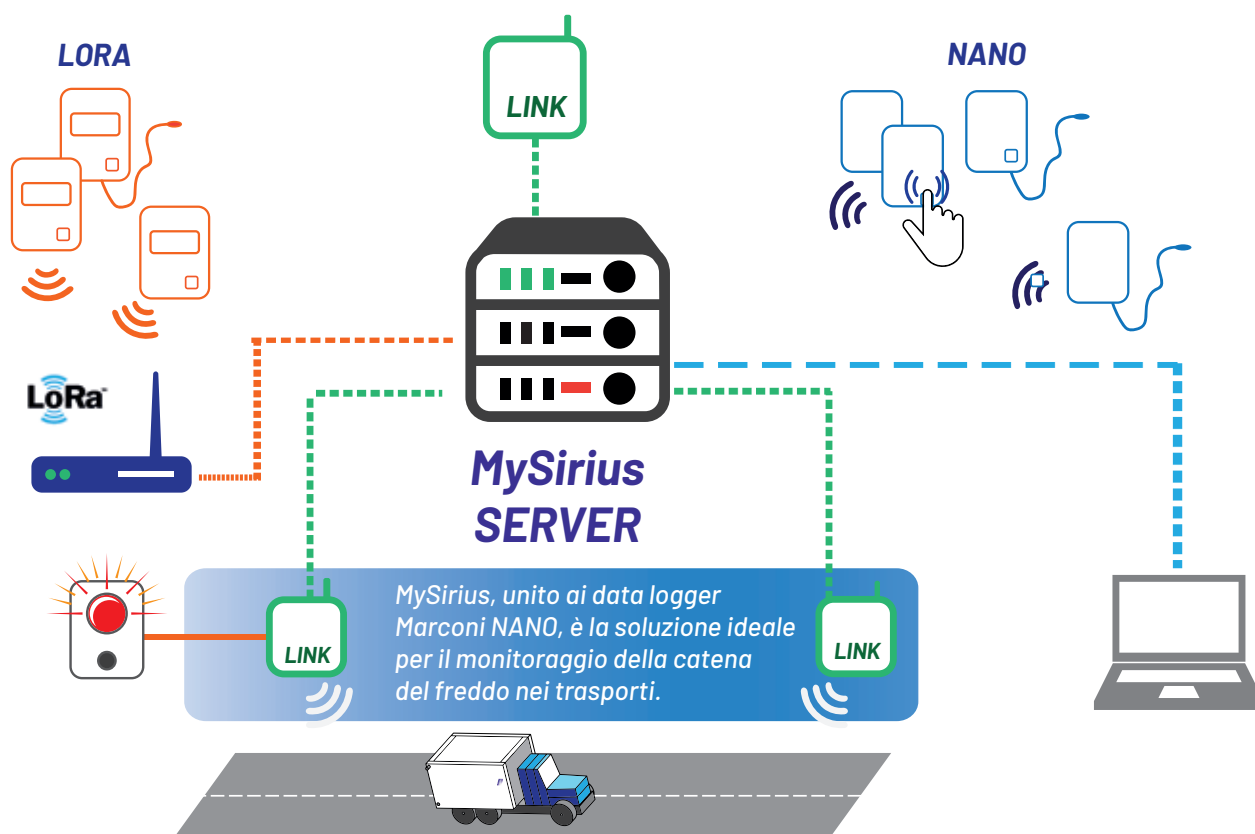 LORA
LINK
NANO
LoRa™
MySirius
SERVER
LINK
MySirius, unito ai data logger
Marconi NANO, è la soluzione ideale
per il monitoraggio della catena
del freddo nei trasporti.
LINK